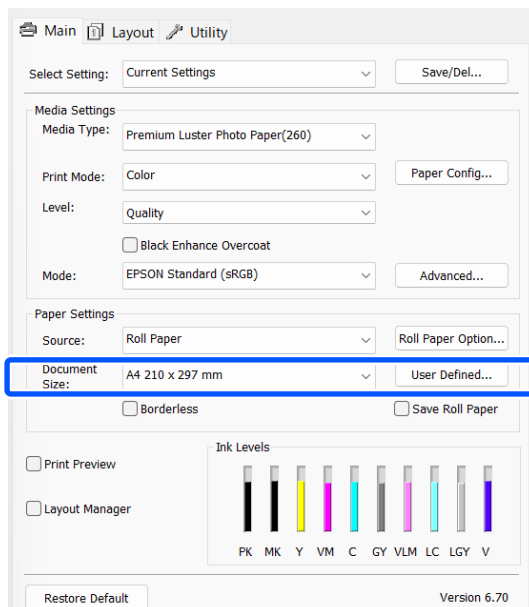 Main Layout Utility
Select Setting: Current Settings Save/Del...
Media Settings
Media Type: Premium Luster Photo Paper(260)
Print Mode: Color Paper Config...
Level: Quality
Black Enhance Overcoat
Mode: EPSON Standard (sRGB) Advanced...
Paper Settings
Source: Roll Paper Roll Paper Option...
Document
Size: A4 210 x 297 mm User Defined...
Borderless Save Roll Paper
Ink Levels
Print Preview
Layout Manager
PK MK Y VM C GY VLM LC LGY V
Restore Default Version 6.70